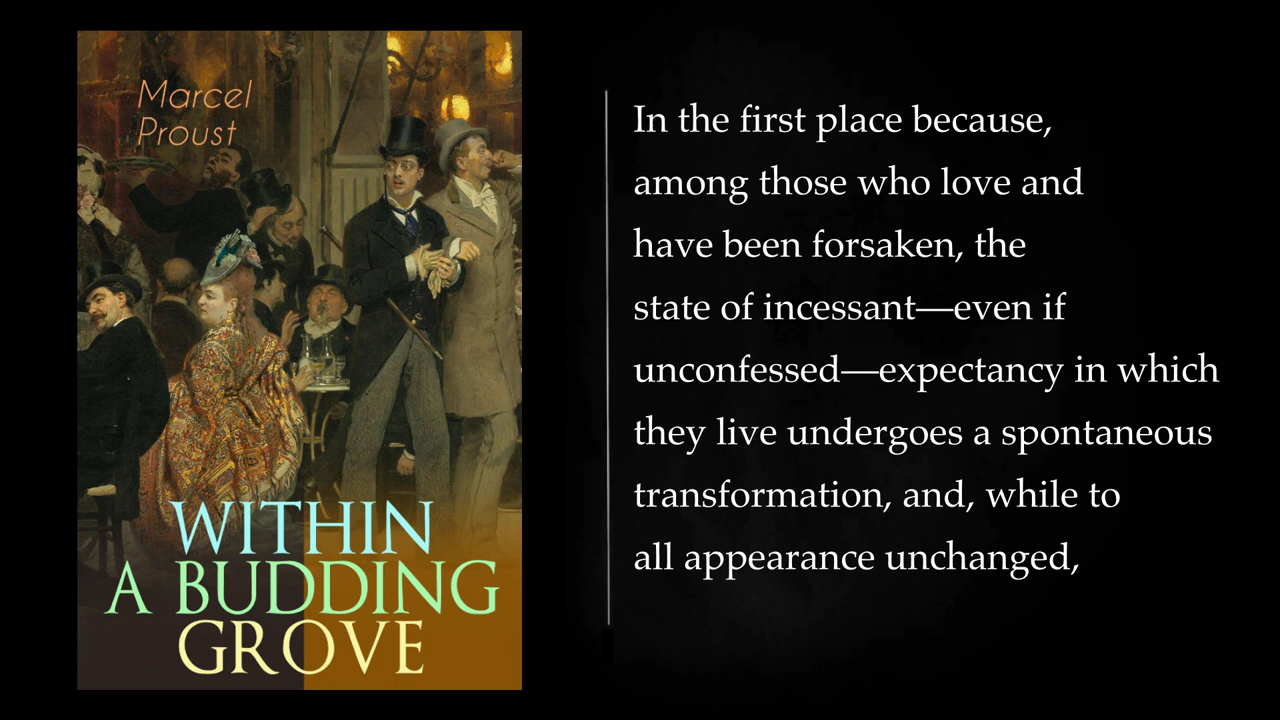 Marcel
Proust
WITHIN
A BUDDING
GROVE
In the first place because,
among those who love and
have been forsaken, the
state of incessant—even if
unconfessed—expectancy in which
they live undergoes a spontaneous
transformation, and, while to
all appearance unchanged,